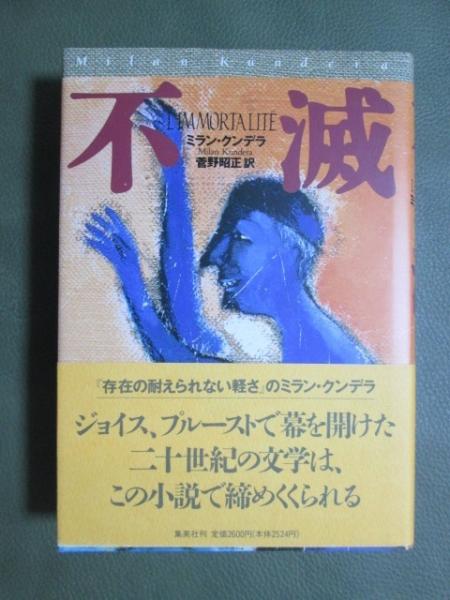 Milan Kundera
不滅
L'IMMORTALITÉ
ミラン・クンデラ
Milan Kundera
菅野昭正 訳
『存在の耐えられない軽さ』のミラン・クンデラ
ジョイス、プルーストで幕を開けた
二十世紀の文学は、
この小説で締めくくられる
集英社刊 定価2600円(本体2524円)